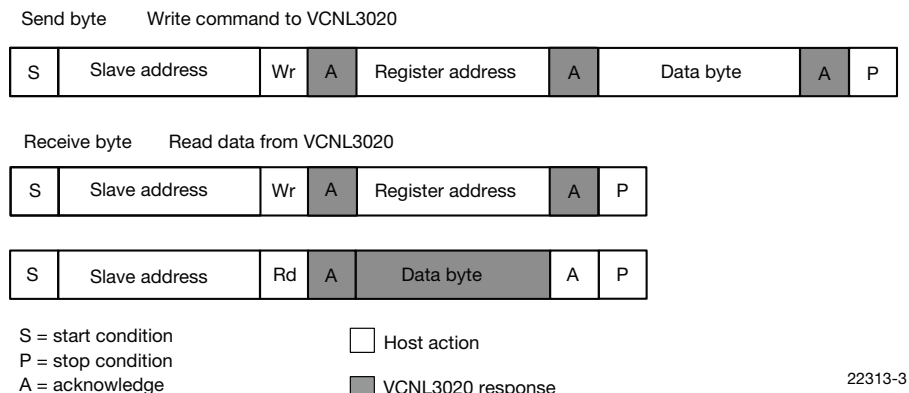 Send byte Write command to VCNL3020
S Slave address Wr A Register address A Data byte A P
Receive byte Read data from VCNL3020
S Slave address Wr A Register address A P
S Slave address Rd A Data byte A P
S = start condition
P = stop condition
A = acknowledge
Host action
VCNL3020 response
22313-3